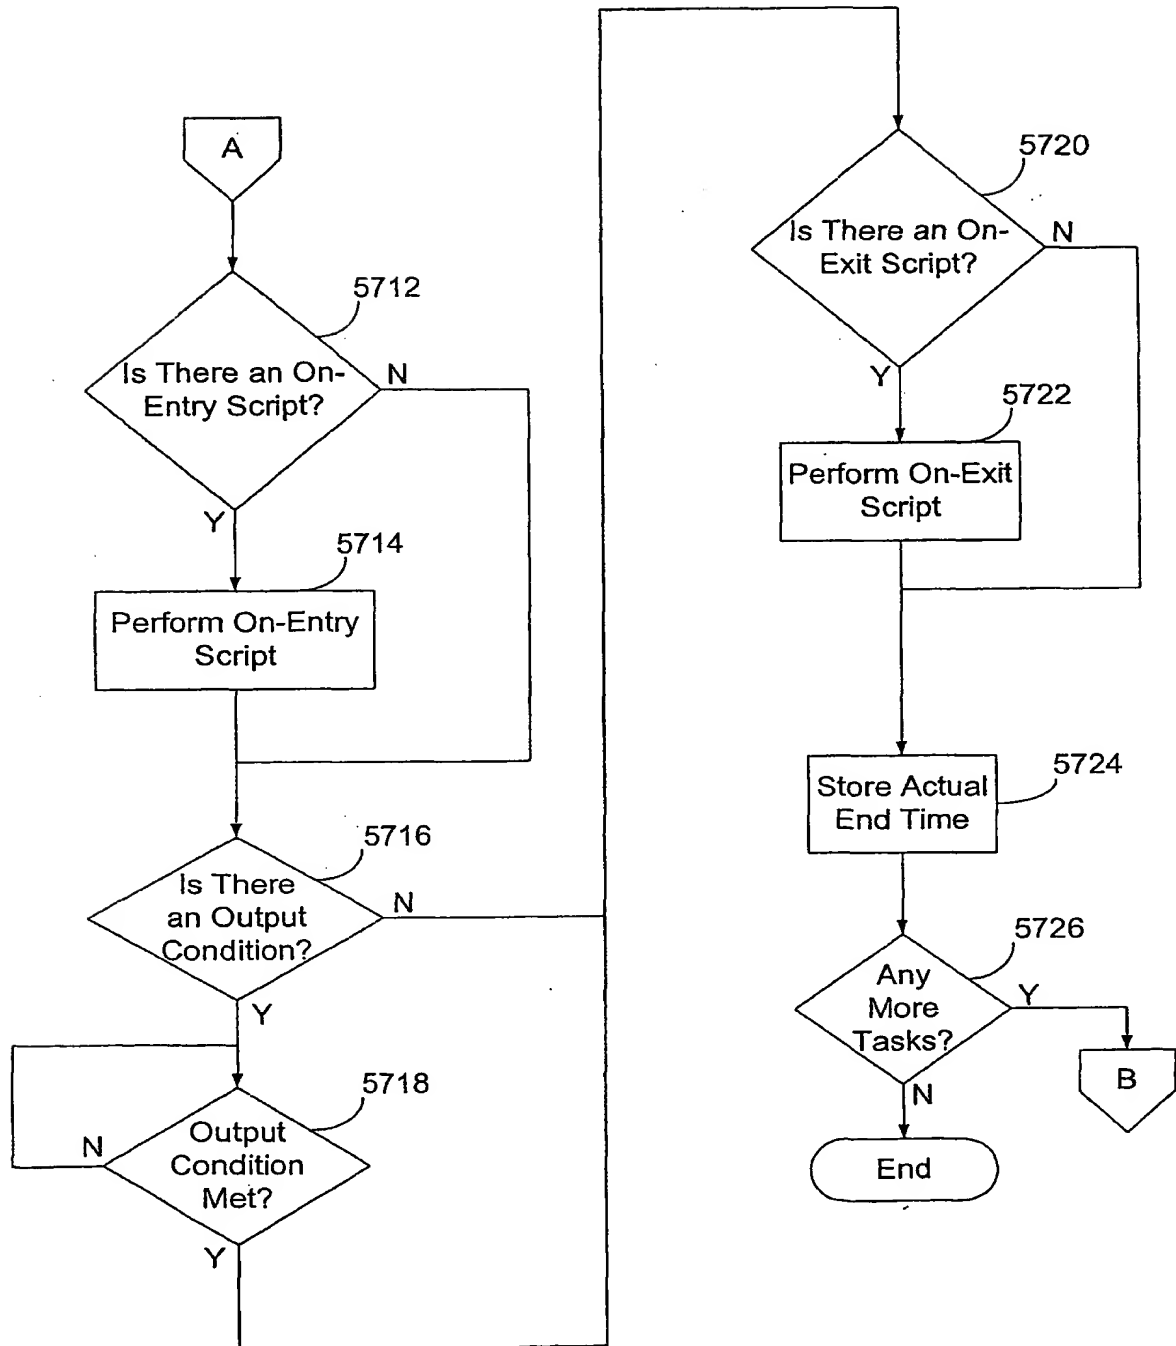 A
5712
Is There an On-
Entry Script?
N
Y
5714
Perform On-Entry
Script
5716
Is There
an Output
Condition?
N
Y
5718
Output
Condition
Met?
N
Y
5720
Is There an On-
Exit Script?
N
Y
5722
Perform On-Exit
Script
5724
Store Actual
End Time
5726
Any
More
Tasks?
Y
B
N
End